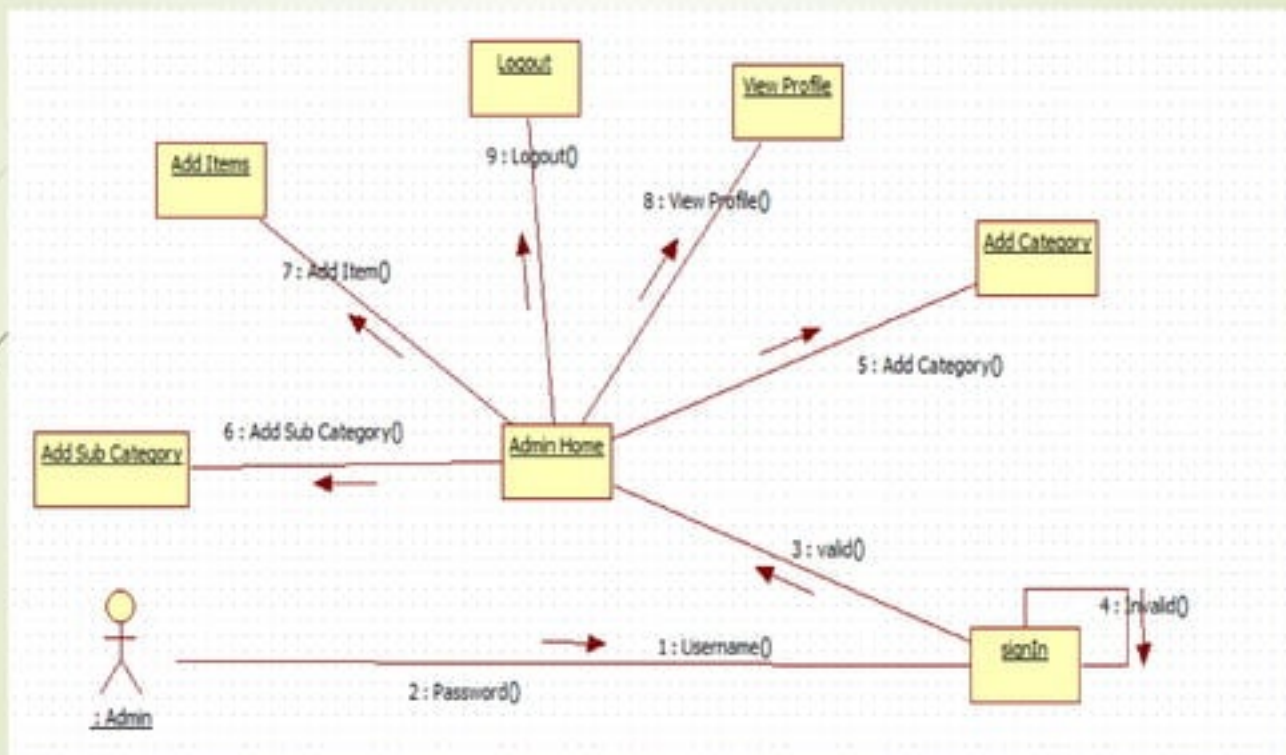 Logout
View Profile
9 : Logout()
Add Items
8 : View Profile()
Add Category
7 : Add Item()
5 : Add Category()
6 : Add Sub Category()
Admin Home
Add Sub Category
3 : valid()
4 : Invalid()
1 : Username()
signIn
2 : Password()
: Admin